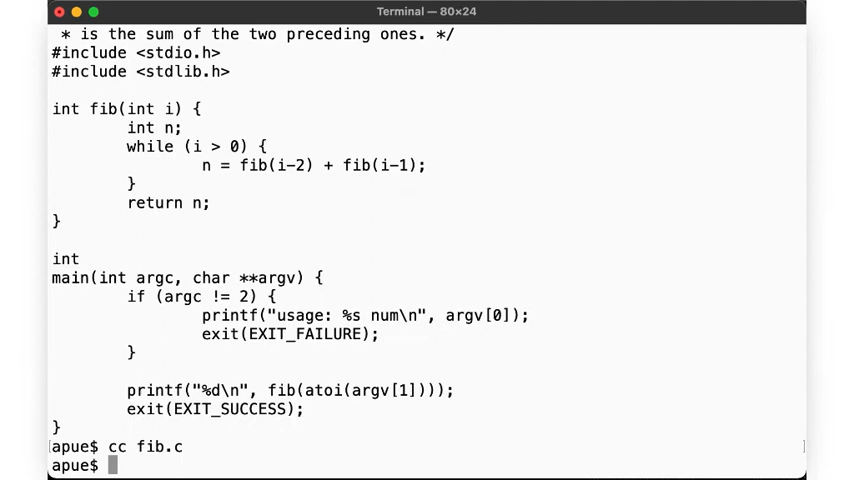 Terminal — 80×24
 * is the sum of the two preceding ones. */
#include <stdio.h>
#include <stdlib.h>

int fib(int i) {
        int n;
        while (i > 0) {
                n = fib(i-2) + fib(i-1);
        }
        return n;
}

int
main(int argc, char **argv) {
        if (argc != 2) {
                printf("usage: %s num\n", argv[0]);
                exit(EXIT_FAILURE);
        }

        printf("%d\n", fib(atoi(argv[1])));
        exit(EXIT_SUCCESS);
}
apue$ cc fib.c
apue$